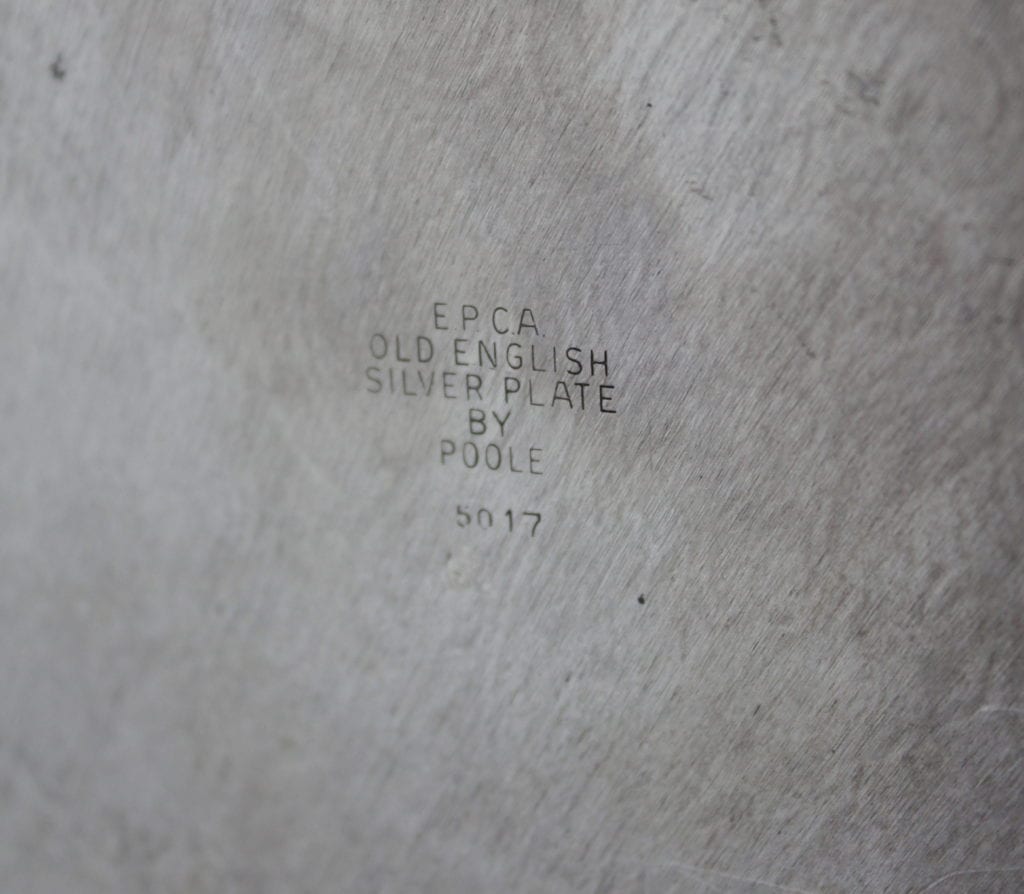 E.P.C.A.
OLD ENGLISH
SILVER PLATE
BY
POOLE
5017